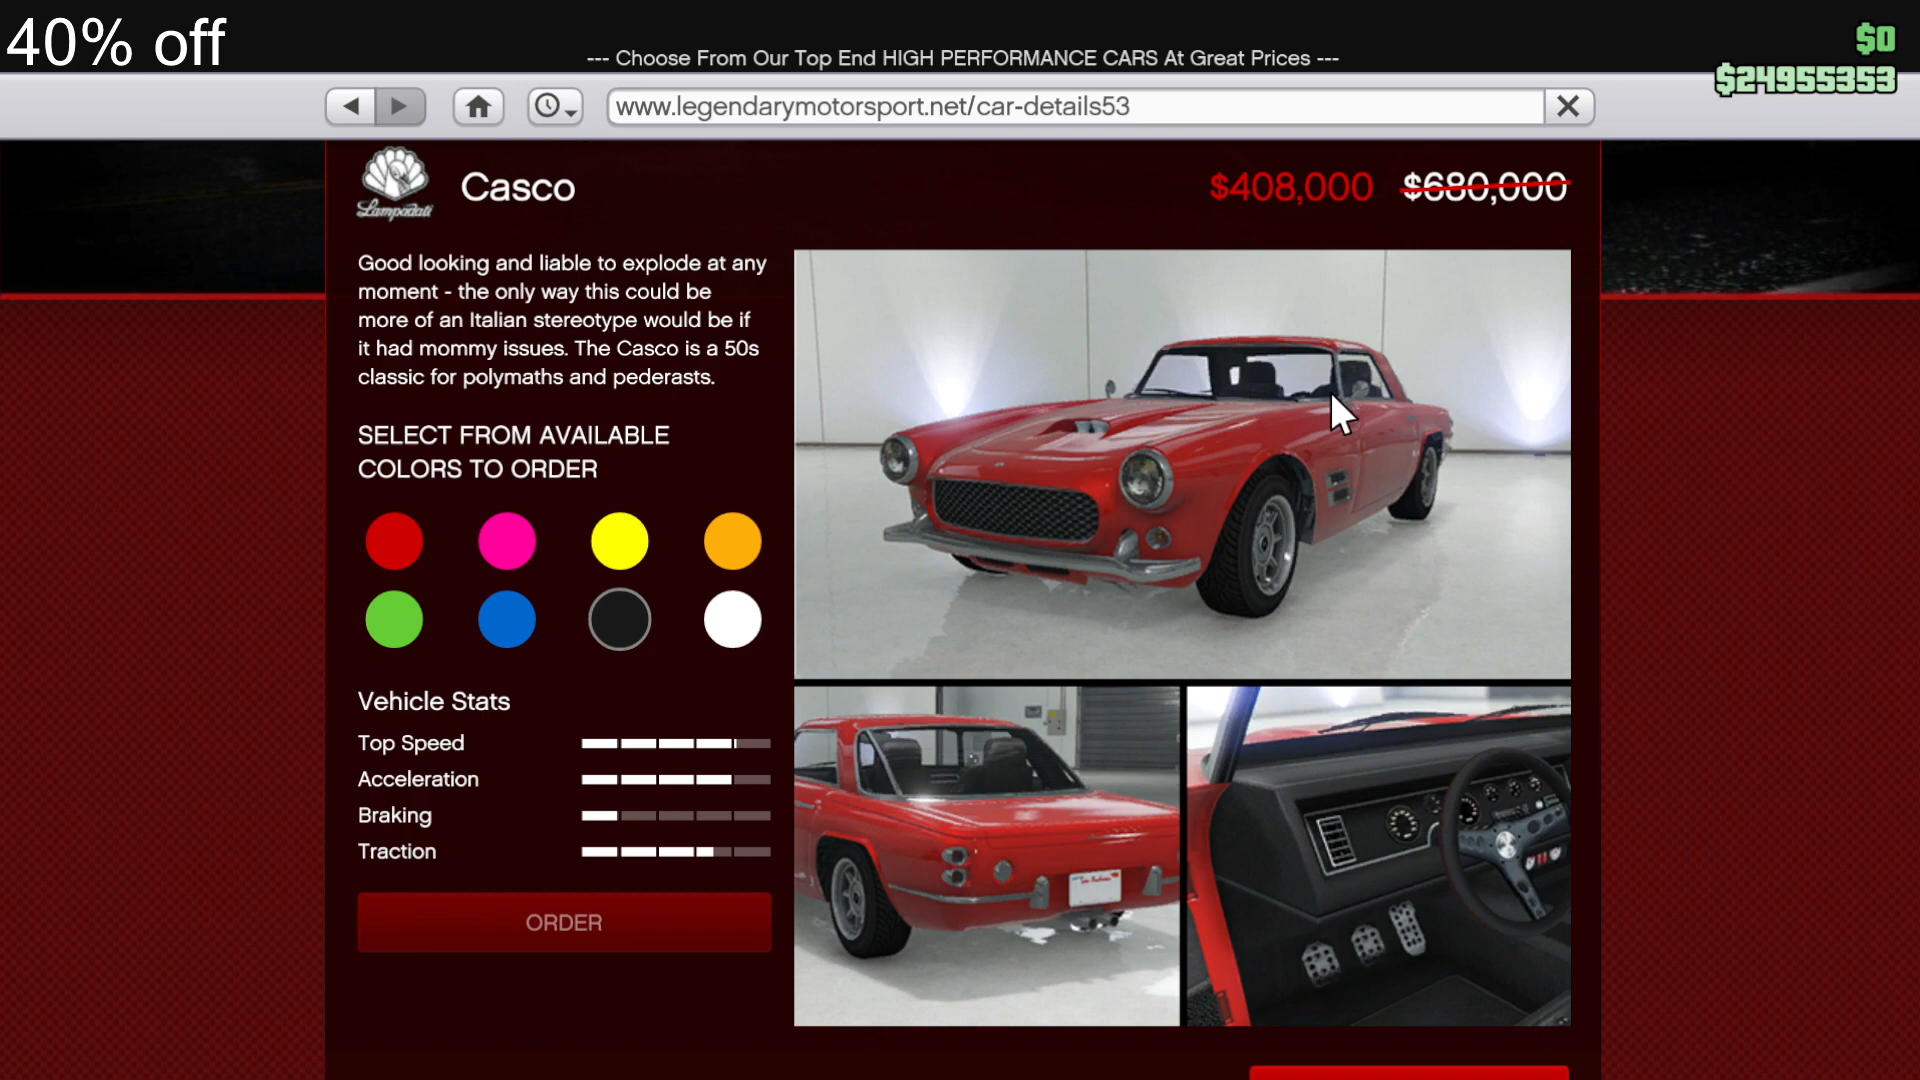 40% off
--- Choose From Our Top End HIGH PERFORMANCE CARS At Great Prices ---
$0
$24955353
www.legendarymotorsport.net/car-details53
Lampadati
Casco
$408,000 $680,000
Good looking and liable to explode at any
moment - the only way this could be
more of an Italian stereotype would be if
it had mommy issues. The Casco is a 50s
classic for polymaths and pederasts.
SELECT FROM AVAILABLE
COLORS TO ORDER
Vehicle Stats
Top Speed
Acceleration
Braking
Traction
ORDER